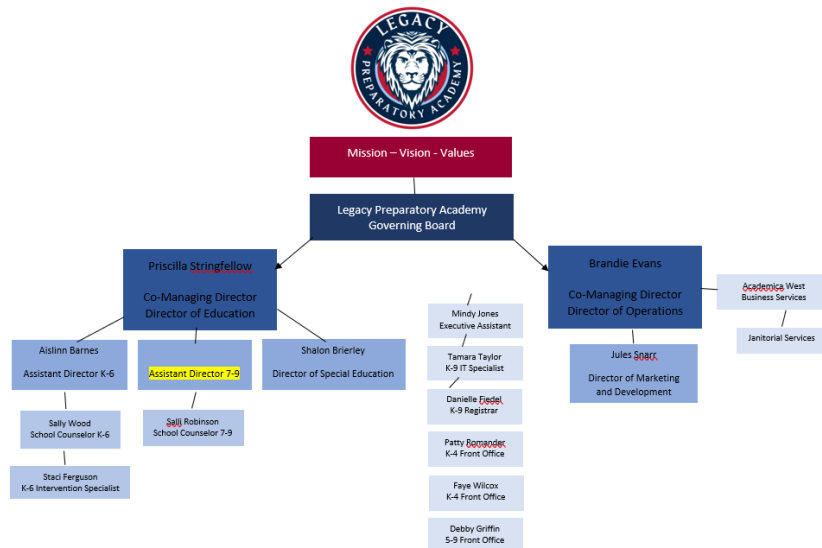 LEGACY
PREPARATORY ACADEMY
Mission – Vision - Values
Legacy Preparatory Academy
Governing Board
Priscilla Stringfellow
Co-Managing Director
Director of Education
Brandie Evans
Co-Managing Director
Director of Operations
Academica West
Business Services
Janitorial Services
Aislinn Barnes
Assistant Director K-6
Assistant Director 7-9
Shalon Brierley
Director of Special Education
Sally Wood
School Counselor K-6
Salli Robinson
School Counselor 7-9
Staci Ferguson
K-6 Intervention Specialist
Mindy Jones
Executive Assistant
Tamara Taylor
K-9 IT Specialist
Danielle Fiedel
K-9 Registrar
Patty Romander
K-4 Front Office
Faye Wilcox
K-4 Front Office
Debby Griffin
5-9 Front Office
Jules Snarr
Director of Marketing
and Development